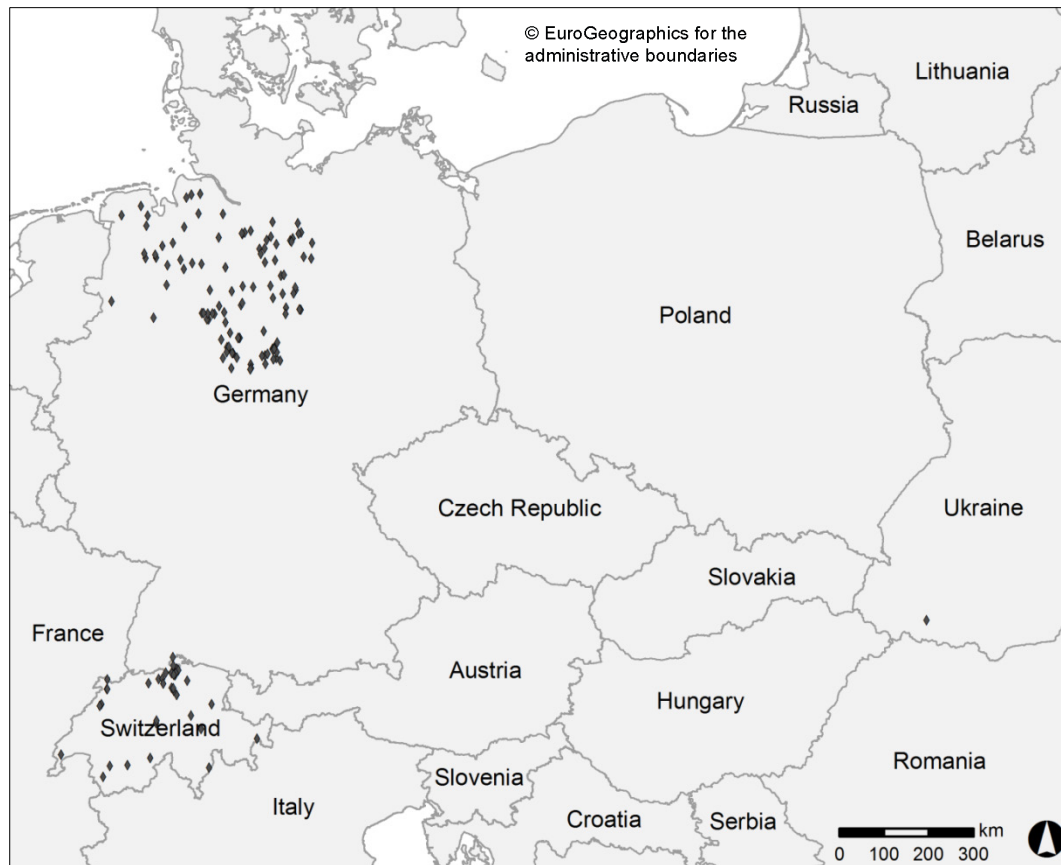 © EuroGeographics for the
administrative boundaries
Lithuania
Russia
Belarus
Poland
Germany
Czech Republic
Ukraine
Slovakia
France
Austria
Hungary
Switzerland
Romania
Slovenia
Italy
Croatia
Serbia
km
0 100 200 300